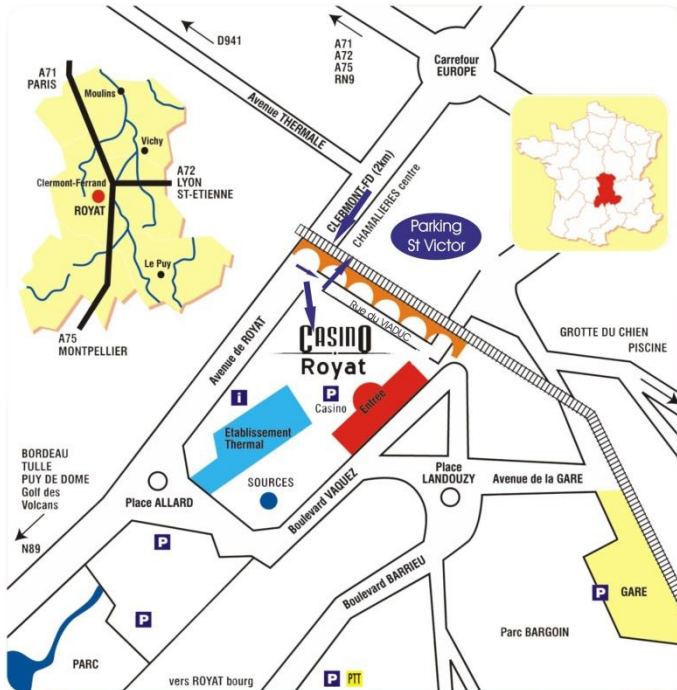 D941
A71
A72
A75
RN9
Carrefour
EUROPE
A71
PARIS
Moulins
Vichy
Clermont-Ferrand
ROYAT
A72
LYON
ST-ETIENNE
Le Puy
A75
MONTPELLIER
Avenue THERMALE
CLERMONT-FD (2km)
CHAMALIERES centre
Parking
St Victor
Rue du VIADUC
CASINO
Royat
Avenue de ROYAT
GROTTE DU CHIEN
PISCINE
i
P
Casino
Entrée
Etablissement
Thermal
SOURCES
Boulevard VAQUEZ
Place
LANDOUZY
Avenue de la GARE
BORDEAU
TULLE
PUY DE DOME
Golf des
Volcans
N89
Place ALLARD
P
P
Boulevard BARRIEU
P
GARE
Parc BARGOIN
PARC
vers ROYAT bourg
P
PTT